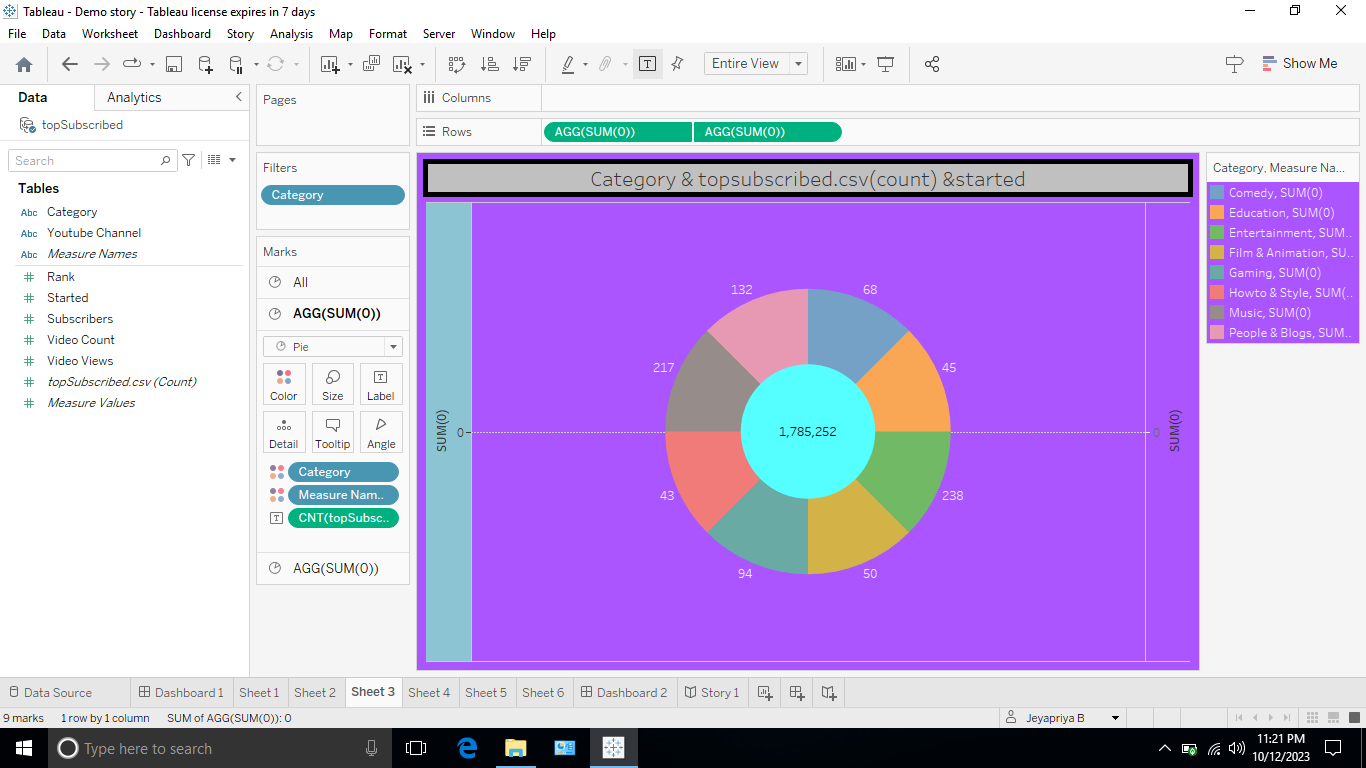 Tableau - Demo story - Tableau license expires in 7 days
File Data Worksheet Dashboard Story Analysis Map Format Server Window Help
Entire View
Show Me
Data Analytics
topSubscribed
Search
Tables
Abc Category
Abc Youtube Channel
Abc Measure Names
# Rank
# Started
# Subscribers
# Video Count
# Video Views
# topSubscribed.csv (Count)
# Measure Values
Pages
Filters
Category
Marks
All
AGG(SUM(0))
Pie
Color Size Label
Detail Tooltip Angle
Category
Measure Nam..
CNT(topSubsc..
AGG(SUM(0))
Columns
Rows AGG(SUM(0)) AGG(SUM(0))
Category & topsubscribed.csv(count) &started
SUM(0)
0
132
68
217
45
1,785,252
43
238
94
50
0
SUM(0)
Category, Measure Na...
Comedy, SUM(0)
Education, SUM(0)
Entertainment, SUM..
Film & Animation, SU..
Gaming, SUM(0)
Howto & Style, SUM(..
Music, SUM(0)
People & Blogs, SUM..
Data Source Dashboard 1 Sheet 1 Sheet 2 Sheet 3 Sheet 4 Sheet 5 Sheet 6 Dashboard 2 Story 1
9 marks 1 row by 1 column SUM of AGG(SUM(0)): 0
Jeyapriya B
Type here to search
11:21 PM
10/12/2023